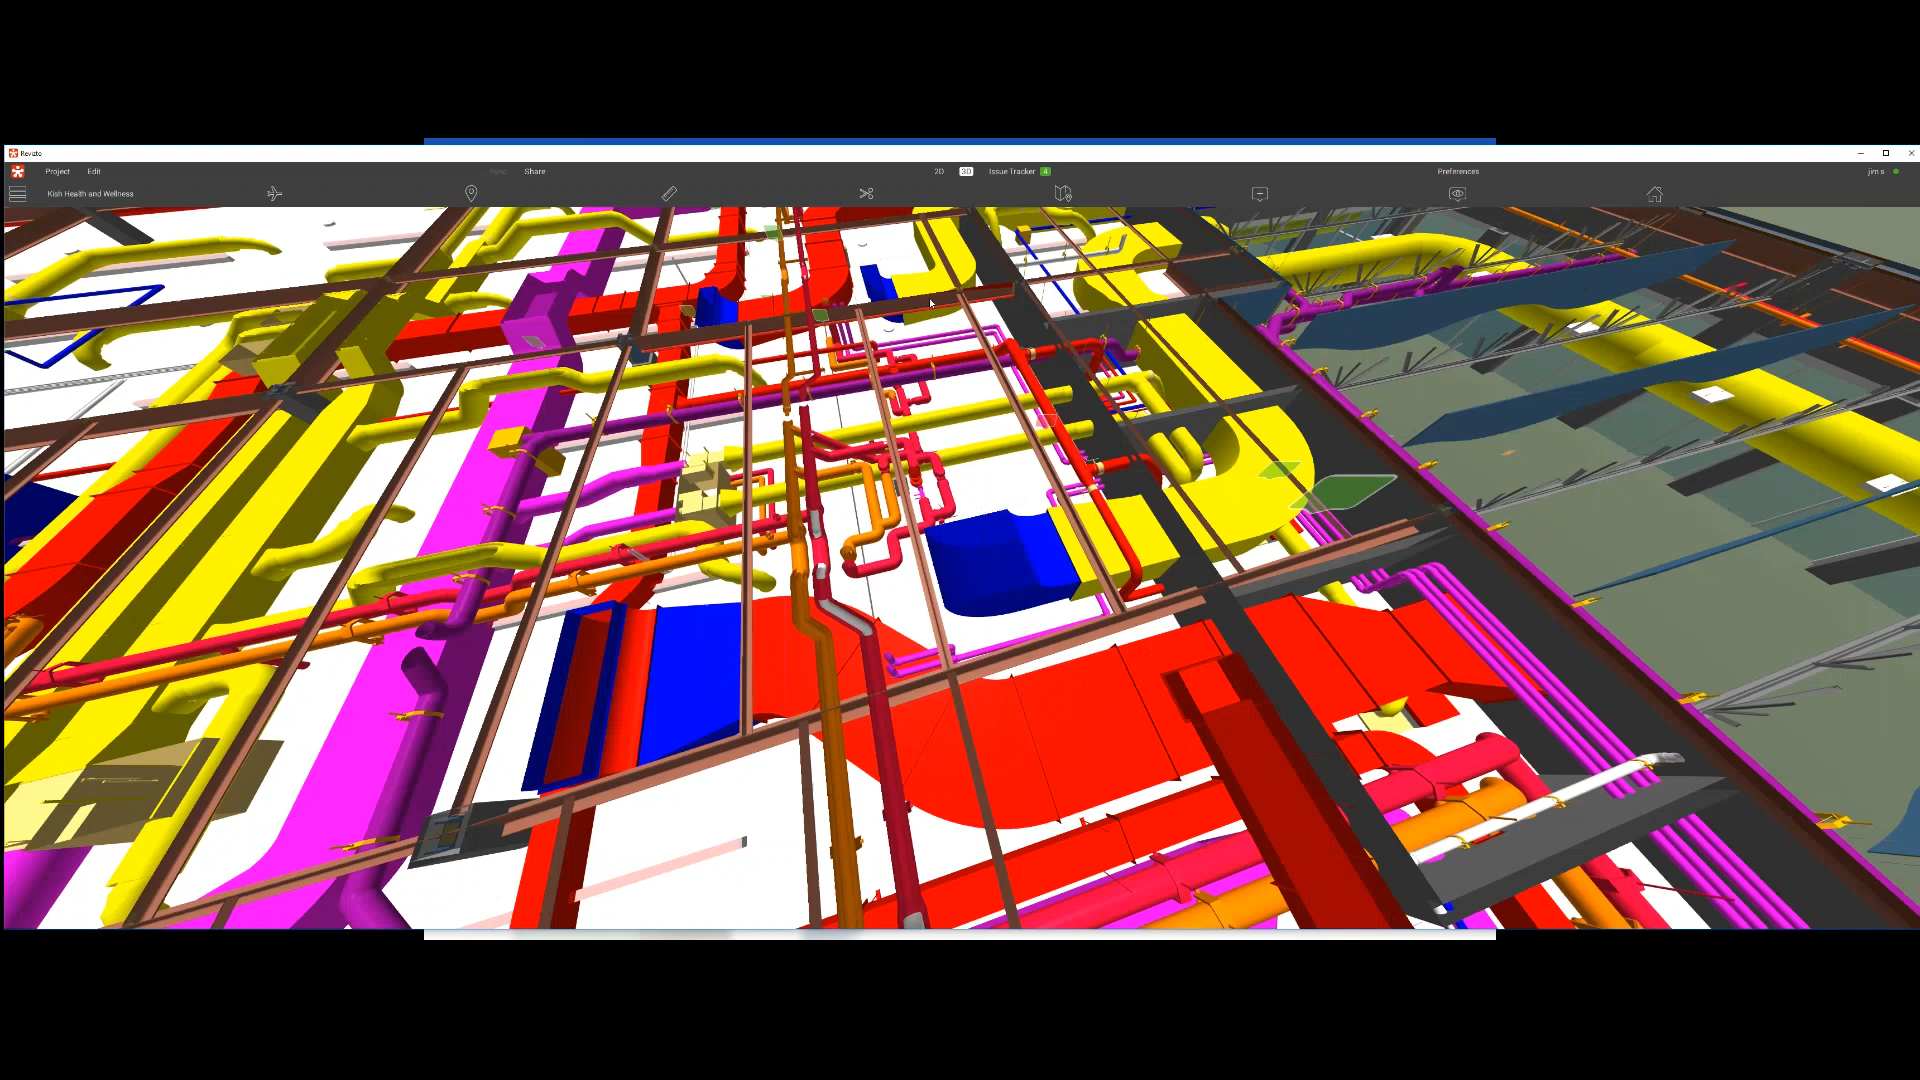 Revizto
Project Edit Sync Share 2D 3D Issue Tracker 4 Preferences jim s
Kish Health and Wellness